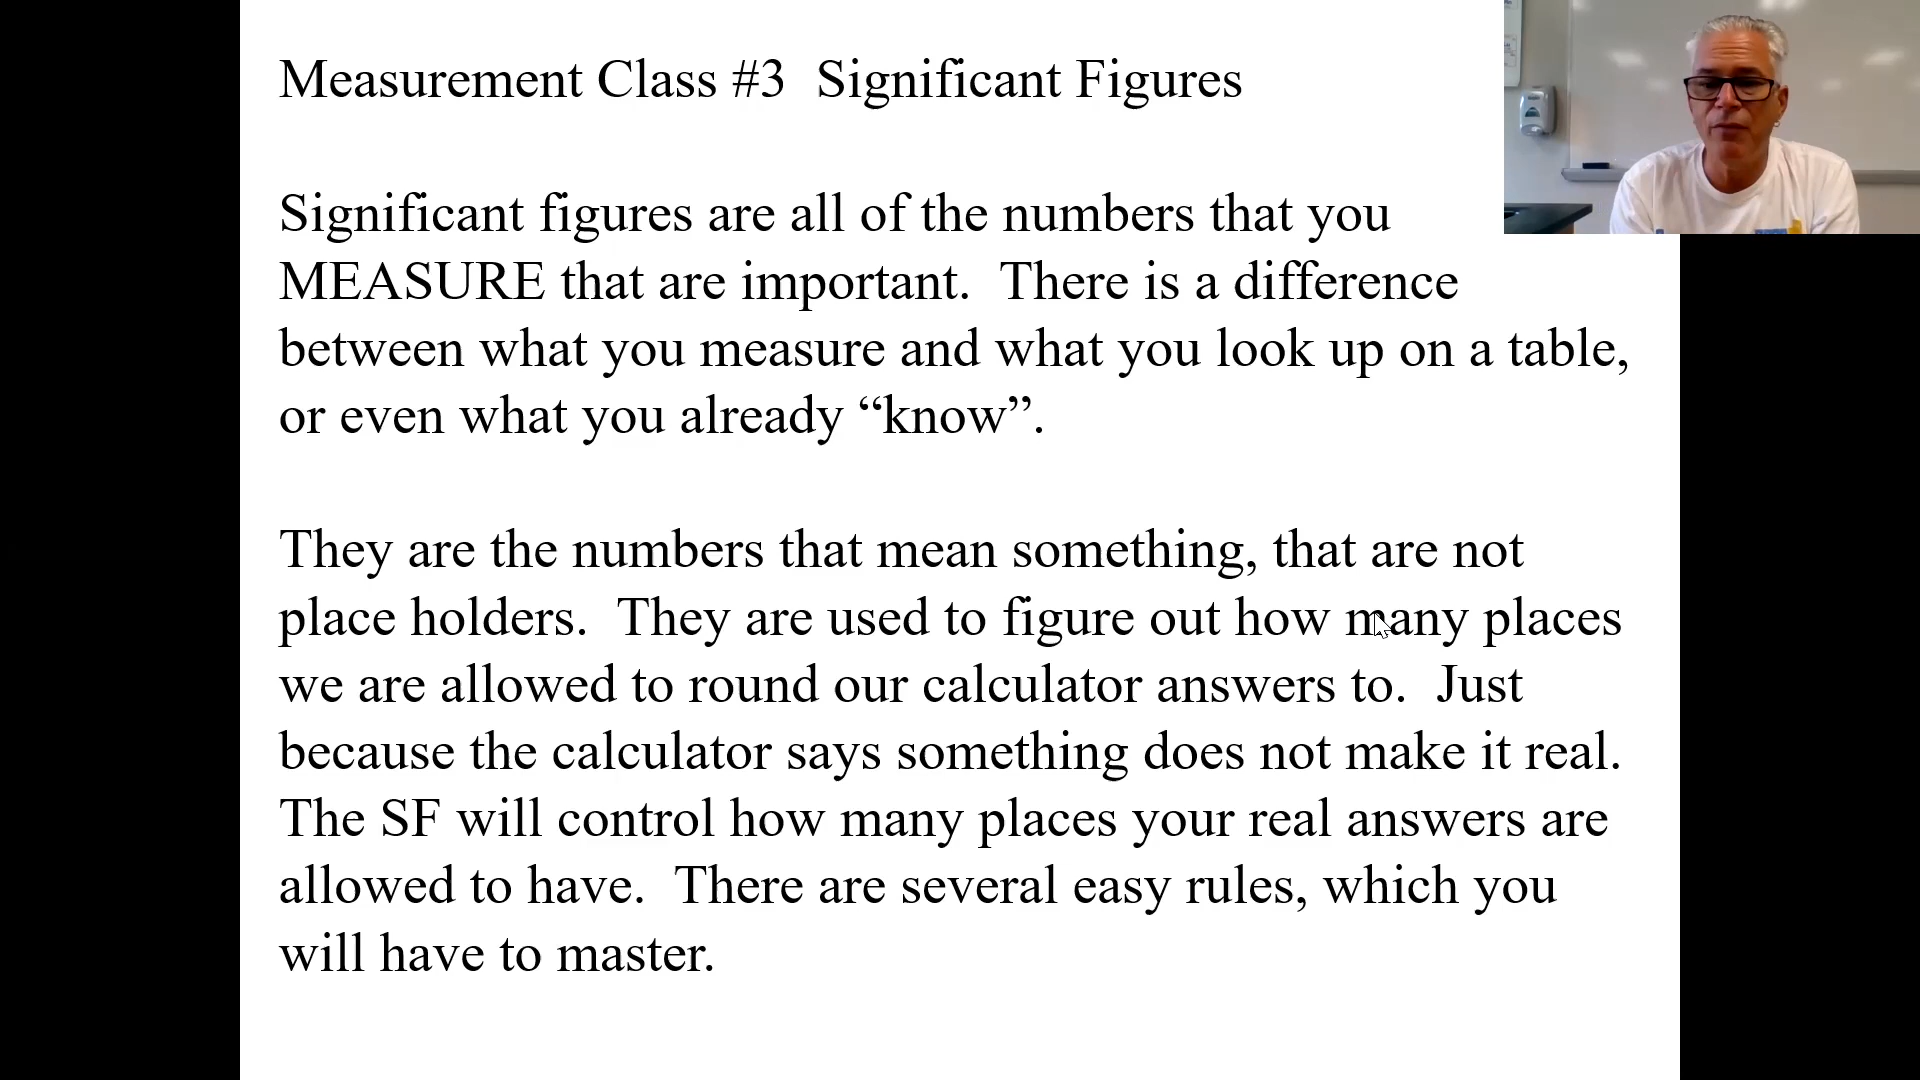 Measurement Class #3  Significant Figures
Significant figures are all of the numbers that you
MEASURE that are important.  There is a difference
between what you measure and what you look up on a table,
or even what you already “know”.
They are the numbers that mean something, that are not
place holders.  They are used to figure out how many places
we are allowed to round our calculator answers to.  Just
because the calculator says something does not make it real.
The SF will control how many places your real answers are
allowed to have.  There are several easy rules, which you
will have to master.